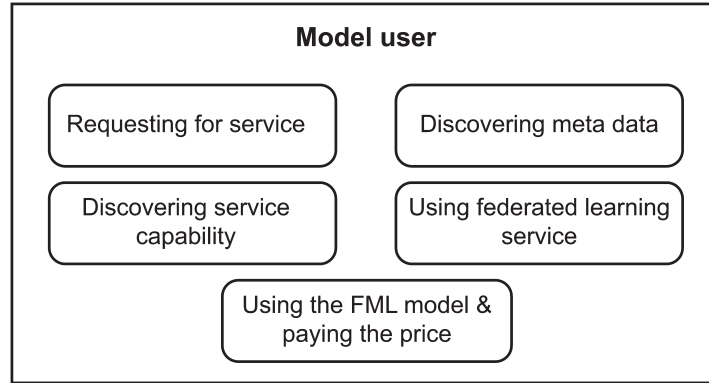 Model user
Requesting for service
Discovering meta data
Discovering service
capability
Using federated learning
service
Using the FML model &
paying the price